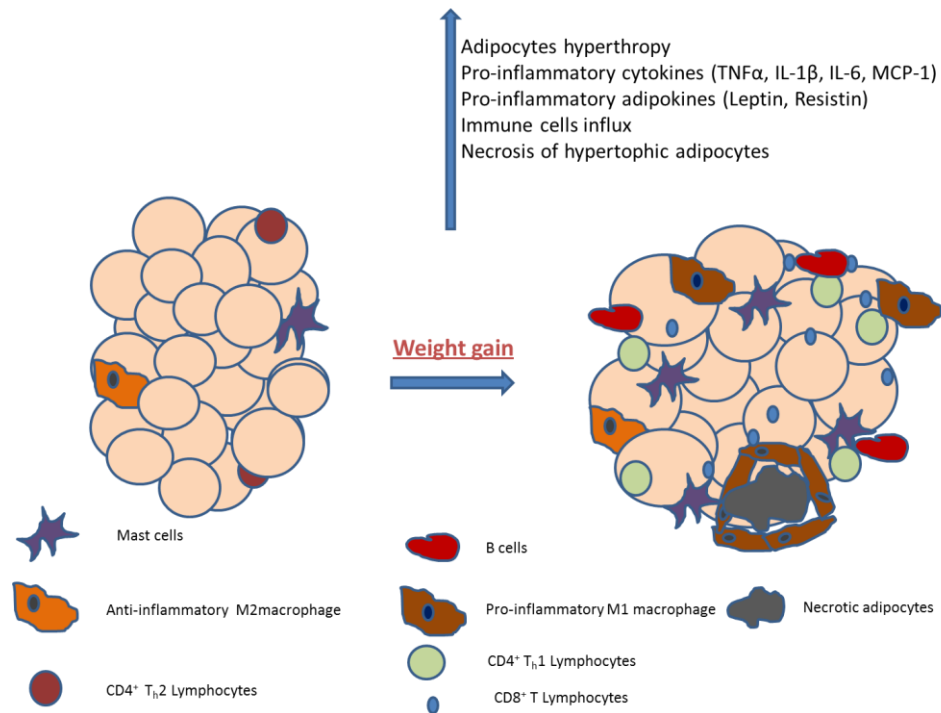 Adipocytes hyperthropy
Pro-inflammatory cytokines (TNFα, IL-1β, IL-6, MCP-1)
Pro-inflammatory adipokines (Leptin, Resistin)
Immune cells influx
Necrosis of hypertophic adipocytes
Weight gain
Mast cells
B cells
Anti-inflammatory M2macrophage
Pro-inflammatory M1 macrophage
Necrotic adipocytes
CD4⁺ Tₕ2 Lymphocytes
CD4⁺ Tₕ1 Lymphocytes
CD8⁺ T Lymphocytes